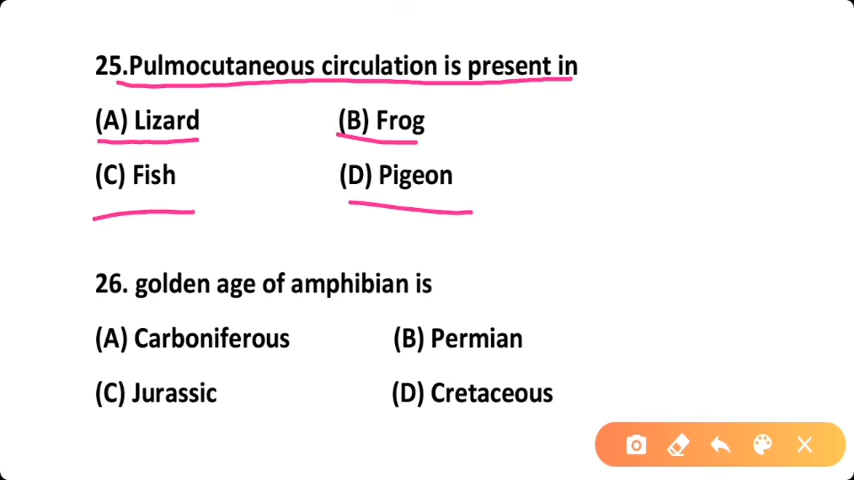 25.Pulmocutaneous circulation is present in
(A) Lizard (B) Frog
(C) Fish (D) Pigeon
26. golden age of amphibian is
(A) Carboniferous (B) Permian
(C) Jurassic (D) Cretaceous